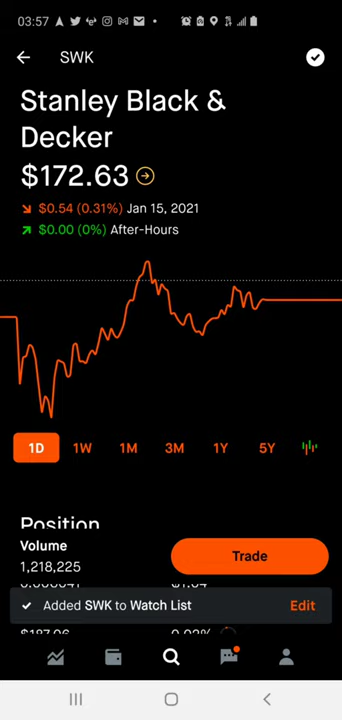 03:57
SWK
Stanley Black &
Decker
$172.63
$0.54 (0.31%) Jan 15, 2021
$0.00 (0%) After-Hours
1D 1W 1M 3M 1Y 5Y
Position
Volume
1,218,225
Trade
Added SWK to Watch List
Edit